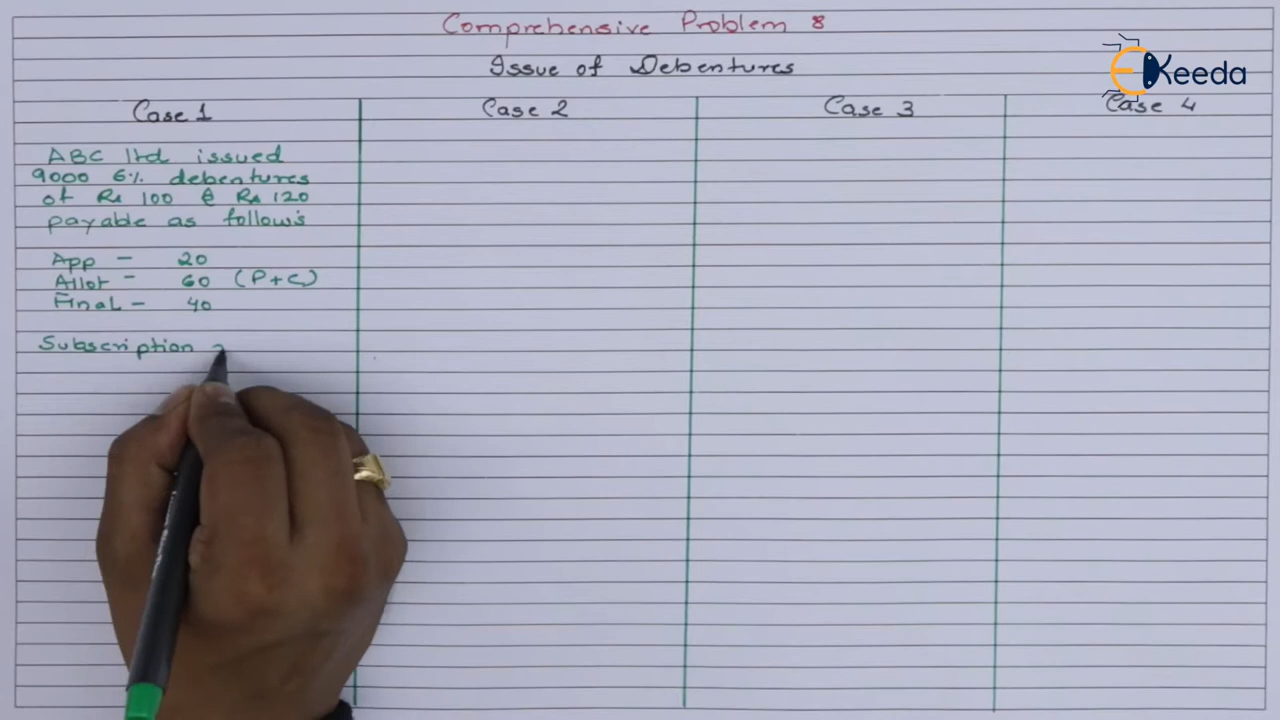 Comprehensive Problem 8
Issue of Debentures
EKeeda
Case 1
Case 2
Case 3
Case 4
ABC ltd issued
9000 6% debentures
of Rs 100 @ Rs 120
payable as follows
App - 20
Allot - 60 (P+C)
Final - 40
Subscription